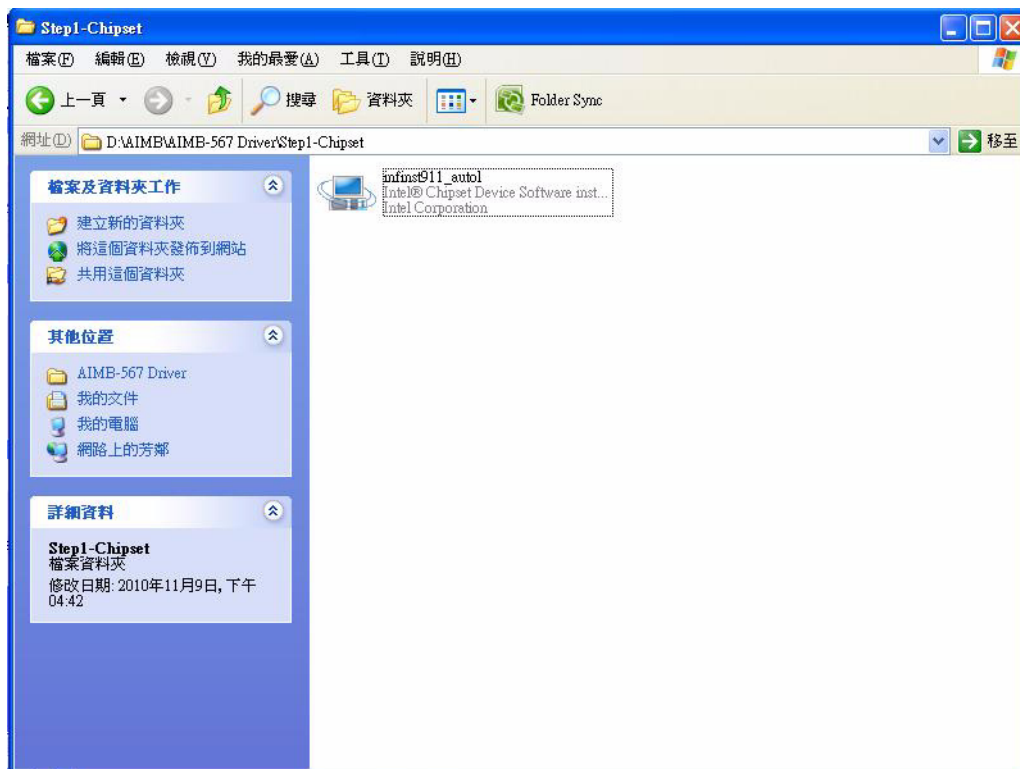 Step1-Chipset
檔案(F) 編輯(E) 檢視(V) 我的最愛(A) 工具(T) 說明(H)
上一頁 搜尋 資料夾 Folder Sync
網址(D) D:\AIMB\AIMB-567 Driver\Step1-Chipset 移至
檔案及資料夾工作
建立新的資料夾
將這個資料夾發佈到網站
共用這個資料夾
其他位置
AIMB-567 Driver
我的文件
我的電腦
網路上的芳鄰
詳細資料
Step1-Chipset
檔案資料夾
修改日期: 2010年11月9日, 下午
04:42
infinst911_autol
Intel® Chipset Device Software inst...
Intel Corporation